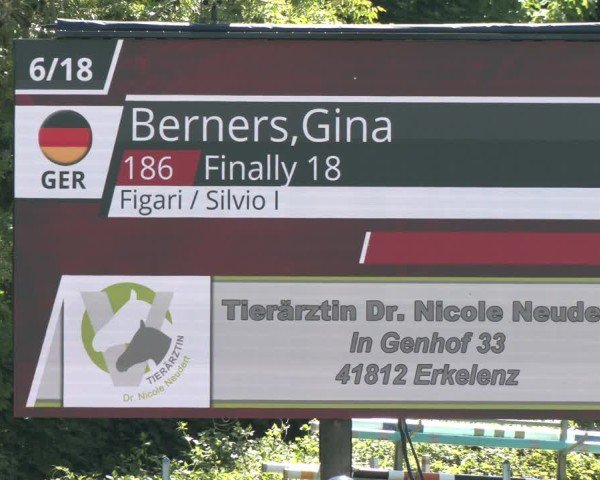 6/18
Berners,Gina
GER
186 Finally 18
Figari / Silvio I
Tierärztin Dr. Nicole Neude
In Genhof 33
41812 Erkelenz
TIERÄRZTIN
Dr. Nicole Neudert